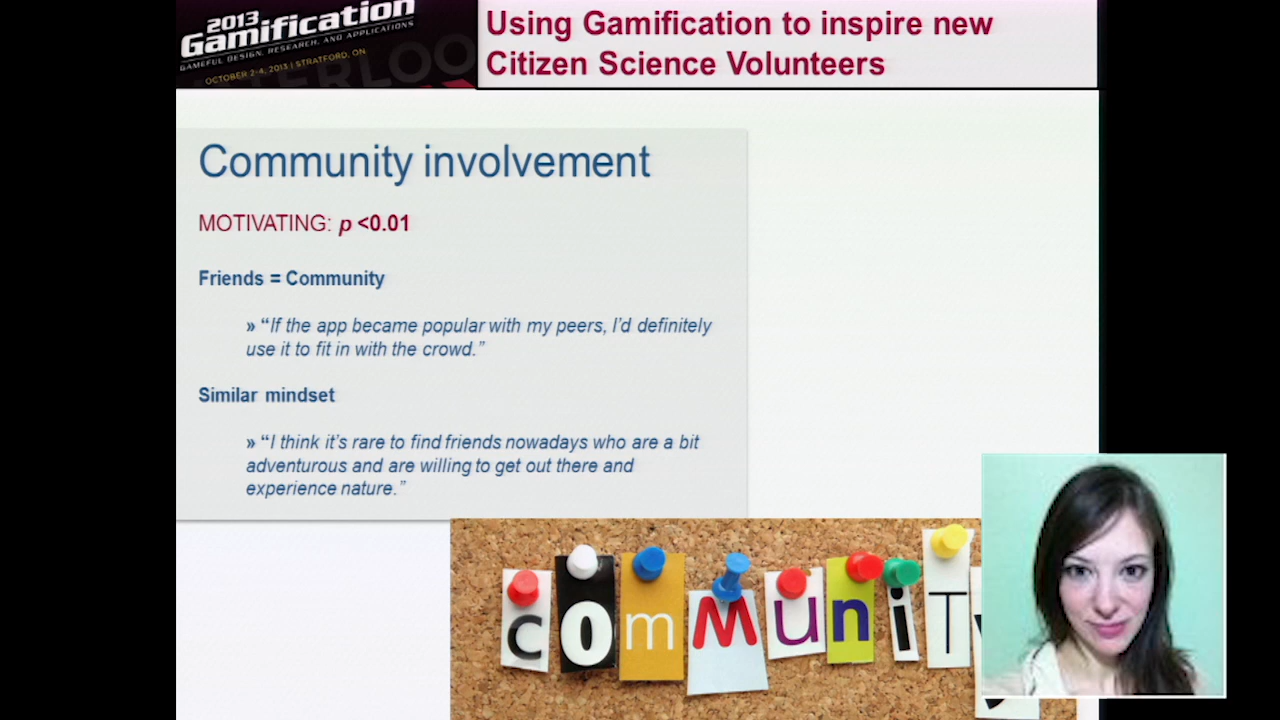 2013
Gamification
GAMEFUL DESIGN, RESEARCH, AND APPLICATIONS
OCTOBER 2-4, 2013 | STRATFORD, ON
Using Gamification to inspire new
Citizen Science Volunteers
Community involvement
MOTIVATING: p <0.01
Friends = Community
» “If the app became popular with my peers, I’d definitely
use it to fit in with the crowd.”
Similar mindset
» “I think it’s rare to find friends nowadays who are a bit
adventurous and are willing to get out there and
experience nature.”
comMuniT